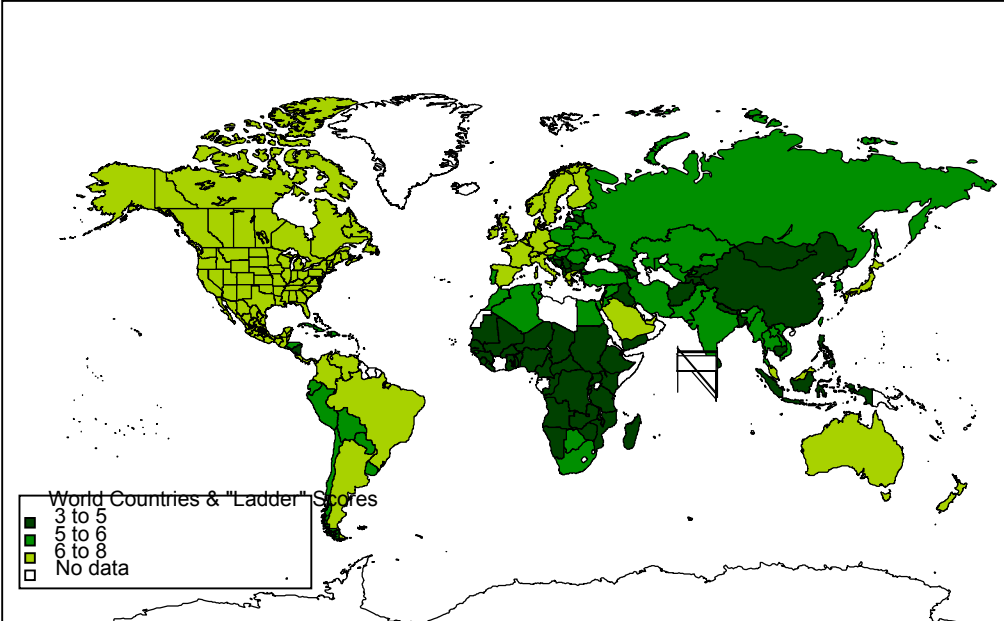 World Countries & "Ladder" Scores
3 to 5
5 to 6
6 to 8
No data